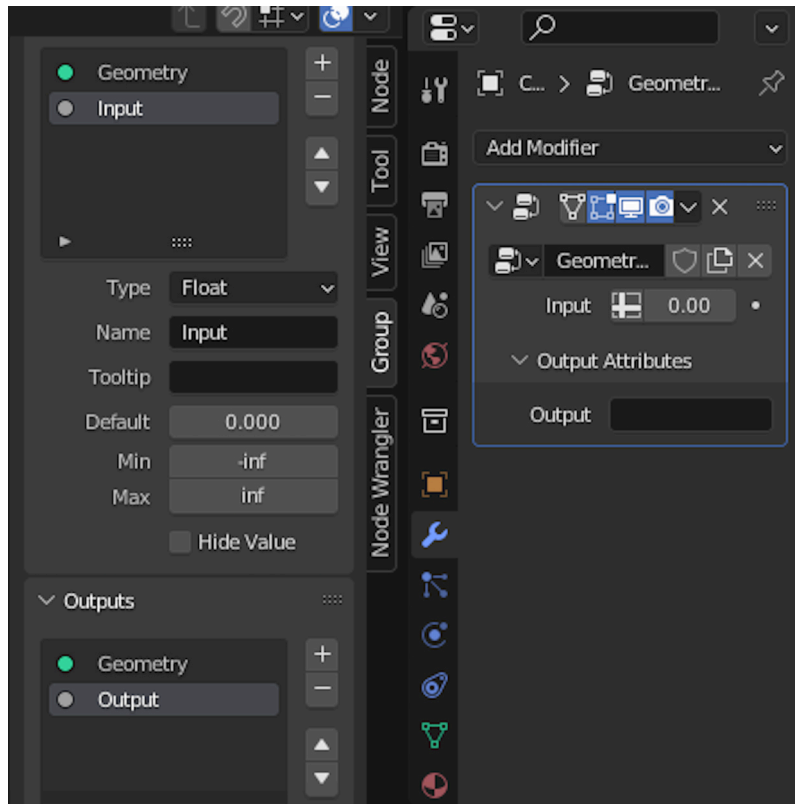 Geometry
Input
Type Float
Name Input
Tooltip
Default 0.000
Min -inf
Max inf
Hide Value
Outputs
Geometry
Output
Node
Tool
View
Group
Node Wrangler
C... > Geometr...
Add Modifier
Geometr...
Input 0.00
Output Attributes
Output